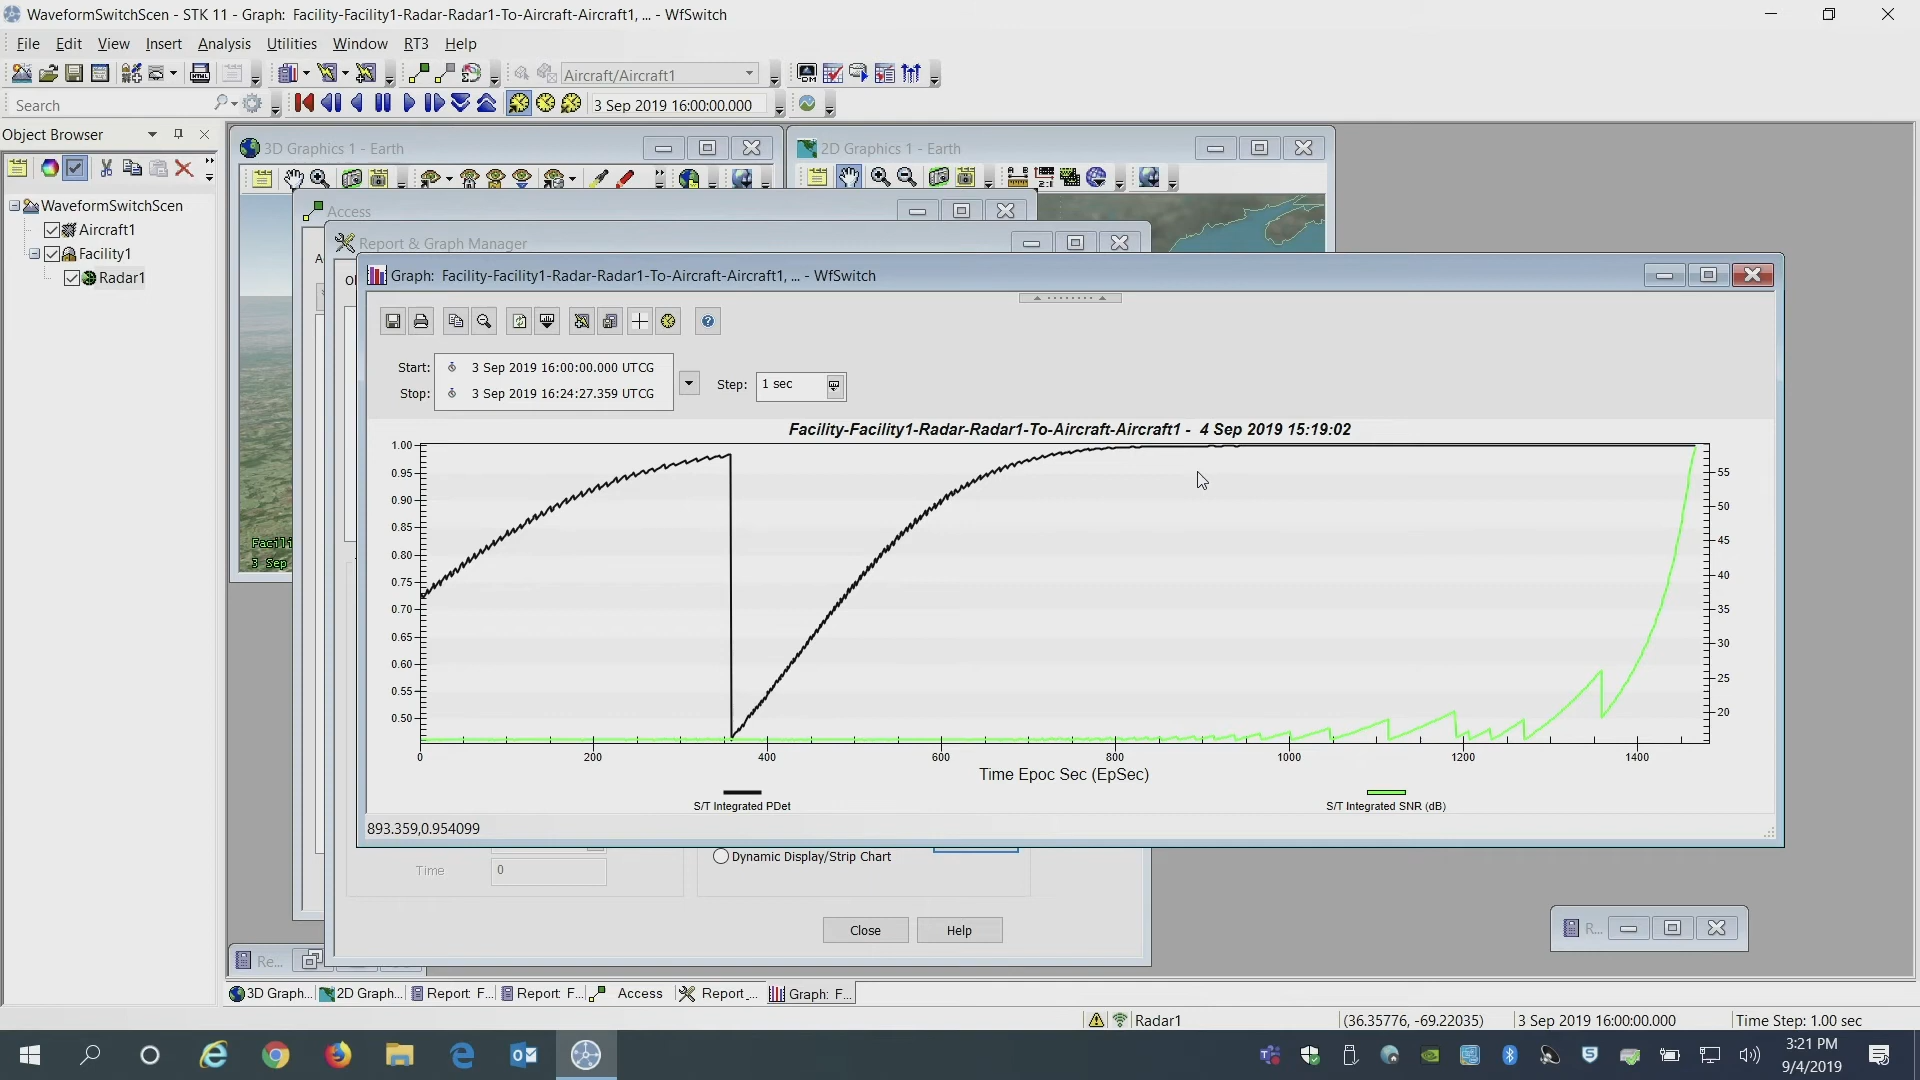 WaveformSwitchScen - STK 11 - Graph: Facility-Facility1-Radar-Radar1-To-Aircraft-Aircraft1, ... - WfSwitch
File Edit View Insert Analysis Utilities Window RT3 Help
Aircraft/Aircraft1
Search
3 Sep 2019 16:00:00.000
Object Browser
3D Graphics 1 - Earth
2D Graphics 1 - Earth
WaveformSwitchScen
Aircraft1
Facility1
Radar1
Access
Report & Graph Manager
Graph: Facility-Facility1-Radar-Radar1-To-Aircraft-Aircraft1, ... - WfSwitch
Start: 3 Sep 2019 16:00:00.000 UTCG
Stop: 3 Sep 2019 16:24:27.359 UTCG
Step: 1 sec
Facility-Facility1-Radar-Radar1-To-Aircraft-Aircraft1 - 4 Sep 2019 15:19:02
1.00
0.95
0.90
0.85
0.80
0.75
0.70
0.65
0.60
0.55
0.50
55
50
45
40
35
30
25
20
0 200 400 600 800 1000 1200 1400
Time Epoc Sec (EpSec)
S/T Integrated PDet
S/T Integrated SNR (dB)
893.359,0.954099
Facili
3 Sep
Dynamic Display/Strip Chart
Time 0
Close Help
Re...
R...
3D Graph... 2D Graph... Report: F... Report: F... Access Report ... Graph: F...
Radar1 (36.35776, -69.22035) 3 Sep 2019 16:00:00.000 Time Step: 1.00 sec
3:21 PM
9/4/2019